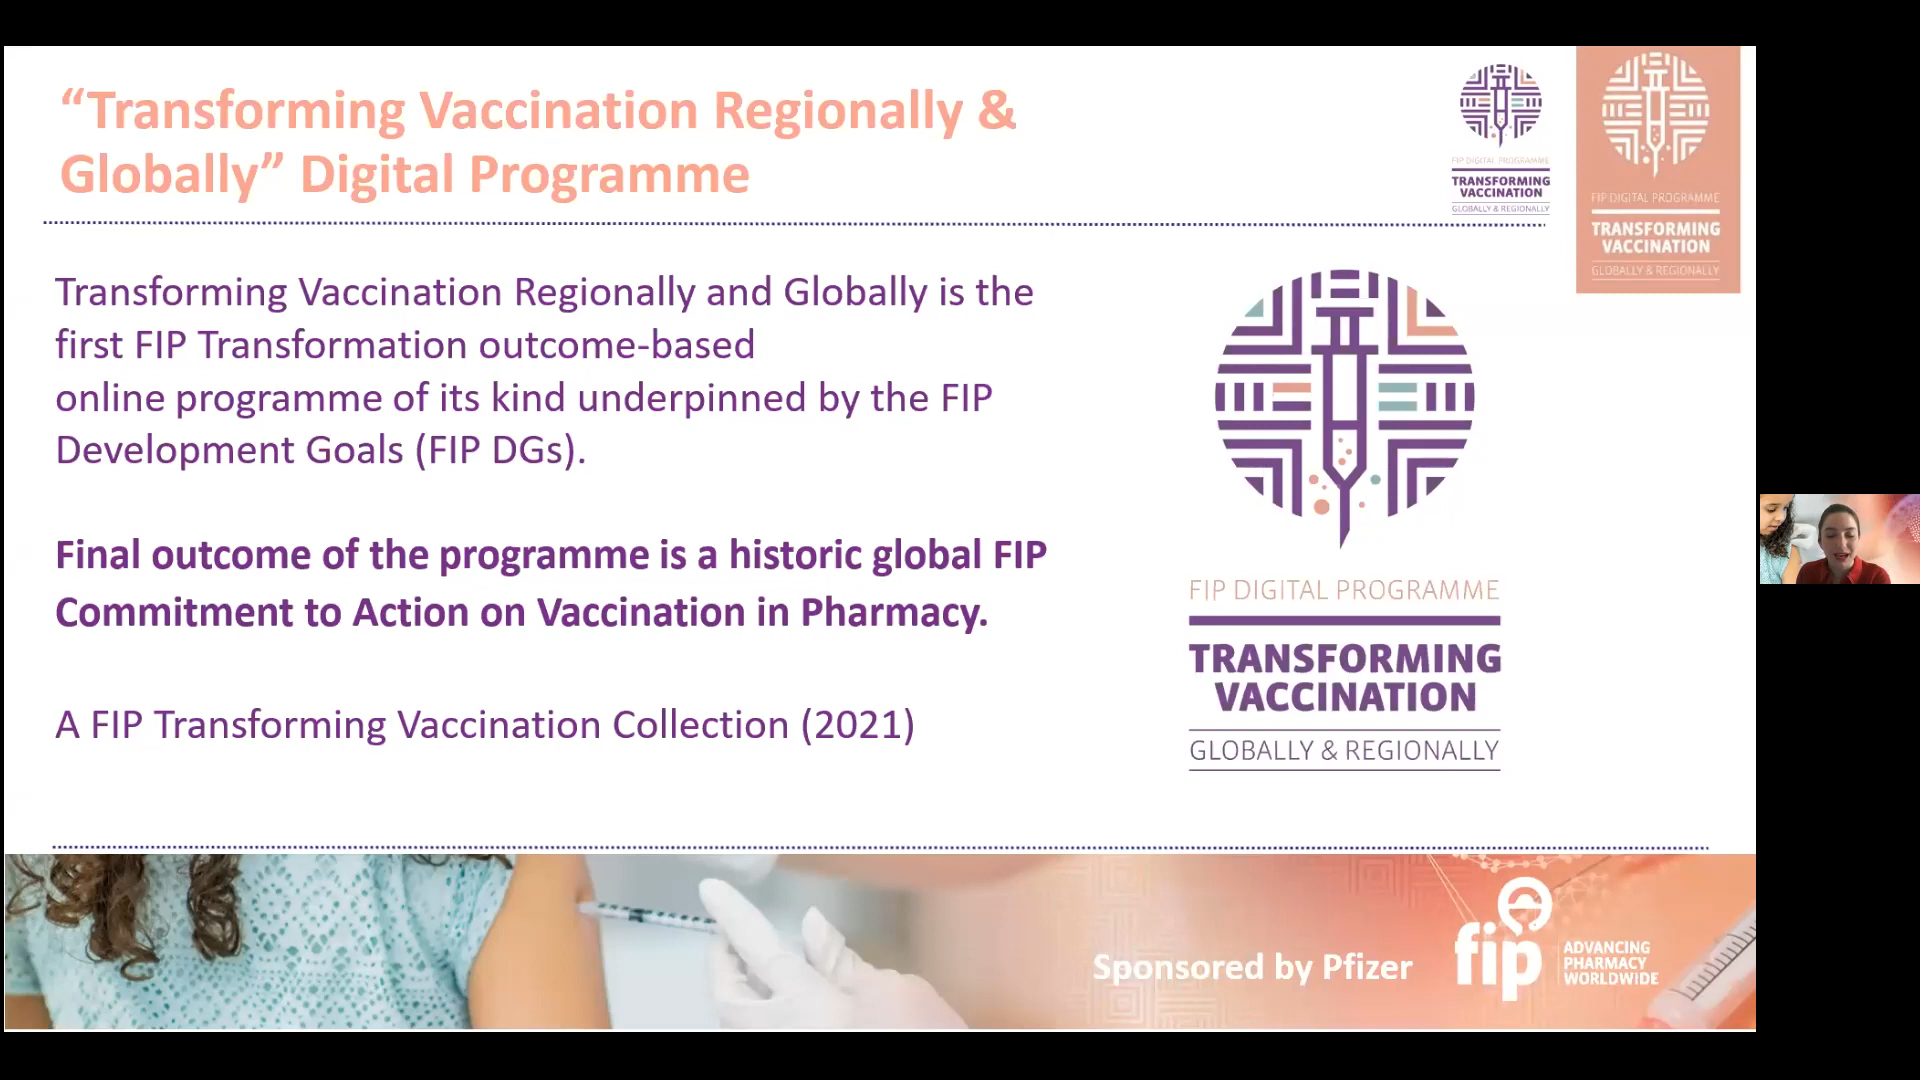 “Transforming Vaccination Regionally &
Globally” Digital Programme
FIP DIGITAL PROGRAMME
TRANSFORMING
VACCINATION
GLOBALLY & REGIONALLY
FIP DIGITAL PROGRAMME
TRANSFORMING
VACCINATION
GLOBALLY & REGIONALLY
Transforming Vaccination Regionally and Globally is the
first FIP Transformation outcome-based
online programme of its kind underpinned by the FIP
Development Goals (FIP DGs).
Final outcome of the programme is a historic global FIP
Commitment to Action on Vaccination in Pharmacy.
A FIP Transforming Vaccination Collection (2021)
FIP DIGITAL PROGRAMME
TRANSFORMING
VACCINATION
GLOBALLY & REGIONALLY
Sponsored by Pfizer
fip
ADVANCING
PHARMACY
WORLDWIDE